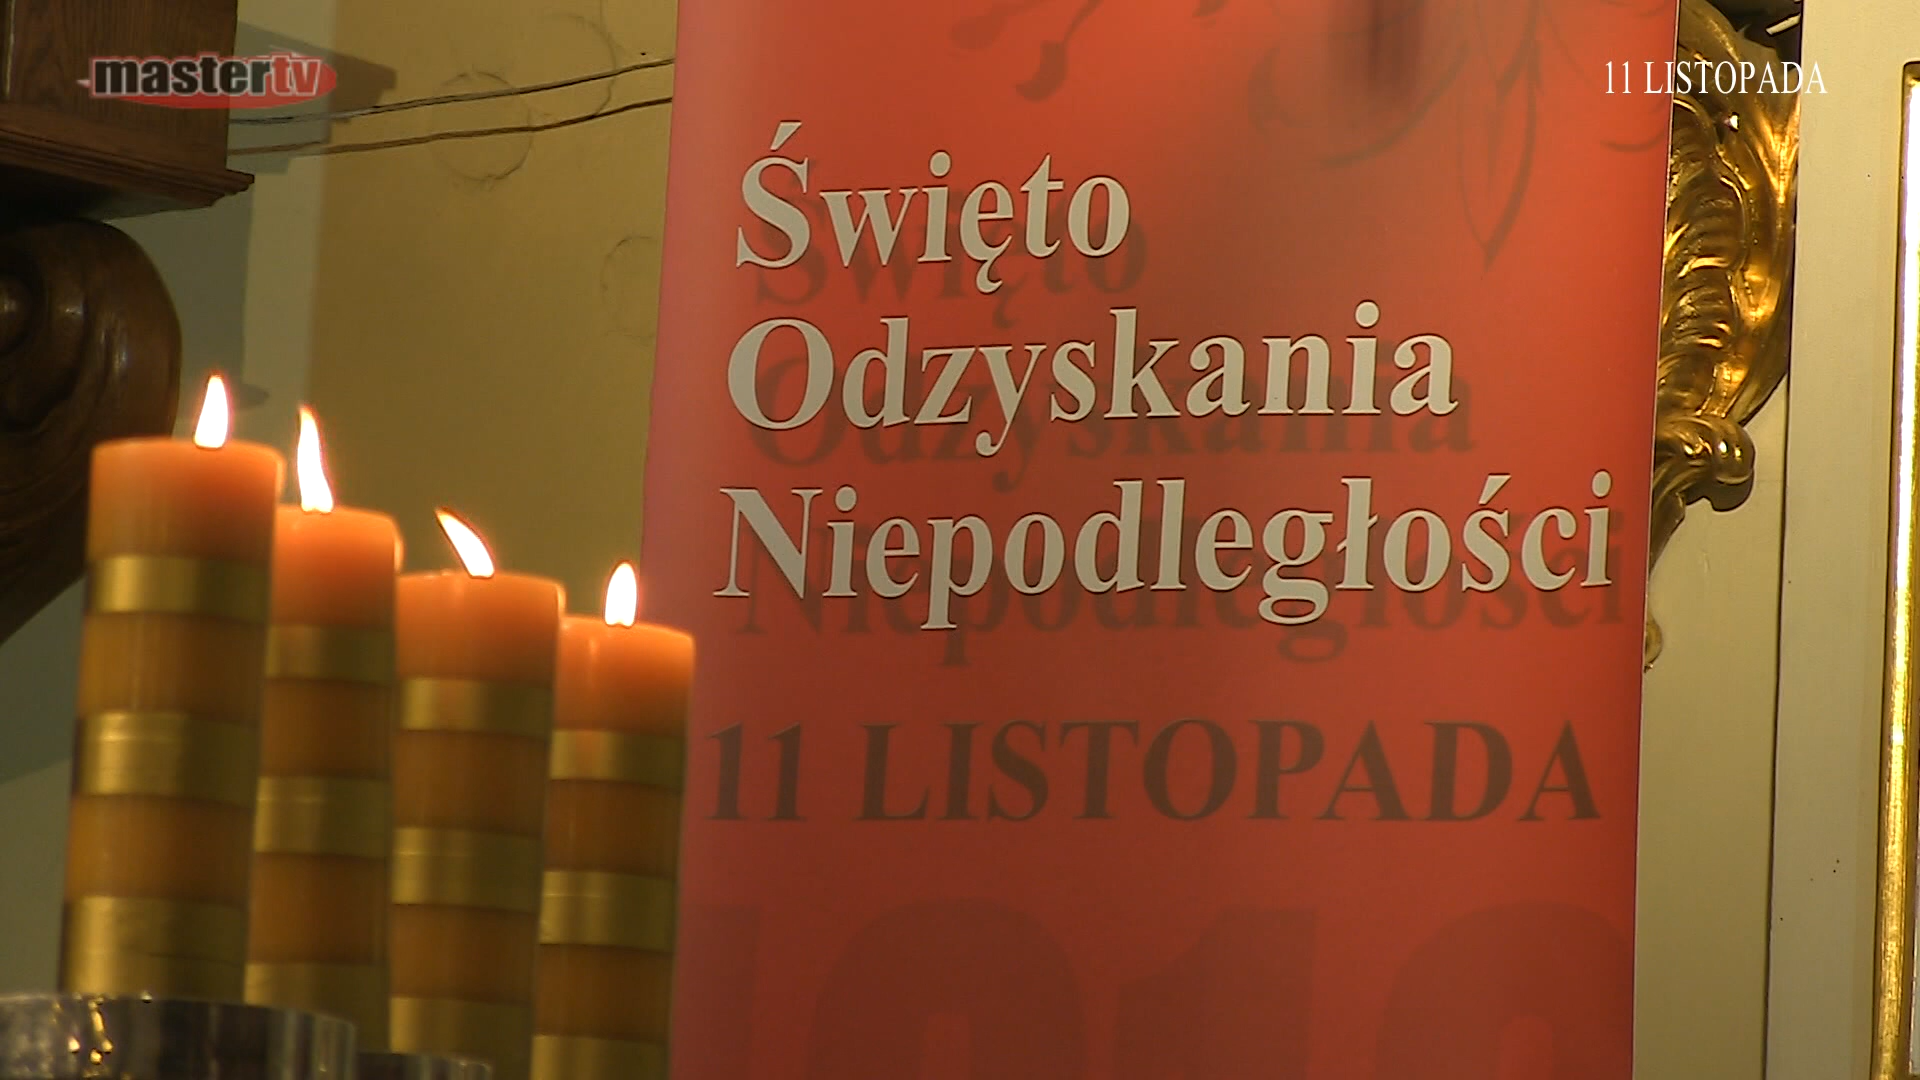 mastertv
11 LISTOPADA
Święto
Odzyskania
Niepodległości
11 LISTOPADA